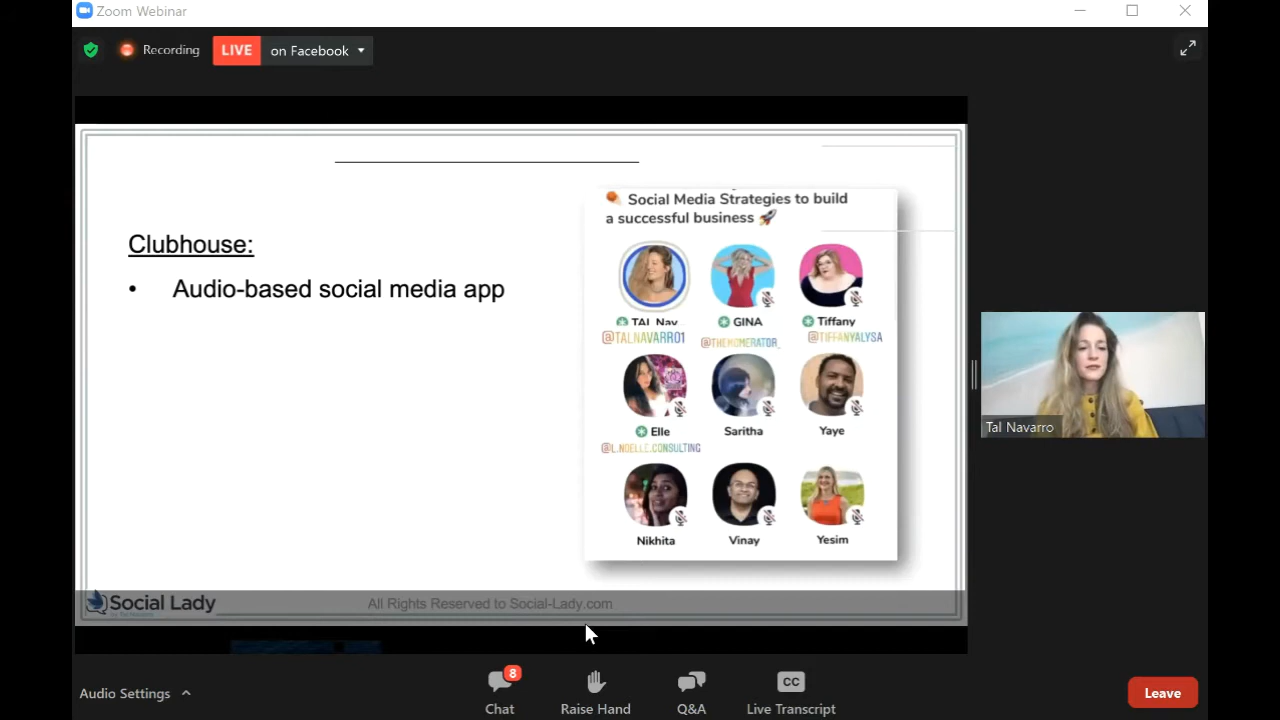 Zoom Webinar
Recording
LIVE on Facebook
Social Media Strategies to build
a successful business
Clubhouse:
• Audio-based social media app
TAL Nav... GINA Tiffany
@TALNAVARRO1 @THEMOMERATOR_ @TIFFANYALYSA
Elle Saritha Yaye
@L.NOELLE.CONSULTING
Nikhita Vinay Yesim
Tal Navarro
Social Lady
All Rights Reserved to Social-Lady.com
Audio Settings
8
Chat Raise Hand Q&A Live Transcript
CC
Leave